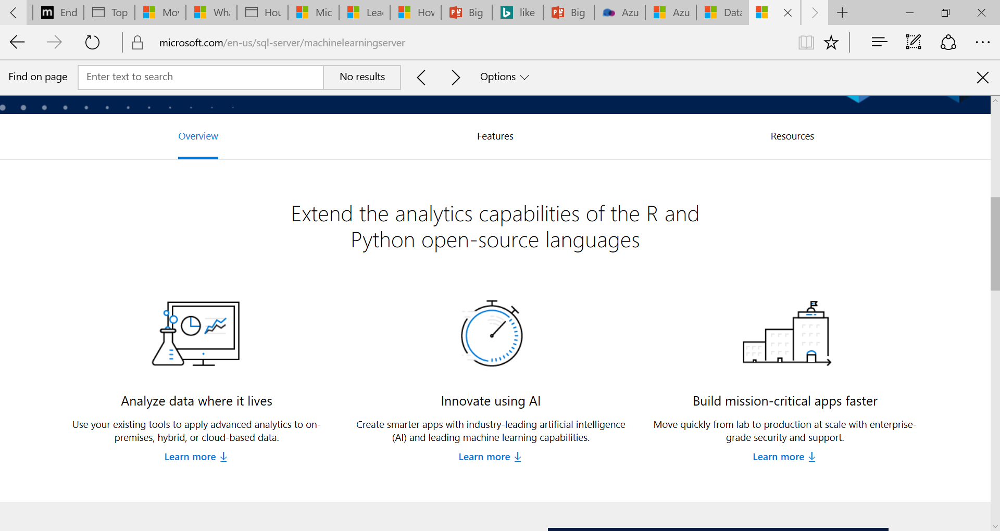 End Top Mov Wha Hou Mic Lead How Big like Big Azu Azu Data
microsoft.com/en-us/sql-server/machinelearningserver
Find on page Enter text to search No results Options
Overview Features Resources
Extend the analytics capabilities of the R and
Python open-source languages
Analyze data where it lives
Use your existing tools to apply advanced analytics to on-
premises, hybrid, or cloud-based data.
Learn more
Innovate using AI
Create smarter apps with industry-leading artificial intelligence
(AI) and leading machine learning capabilities.
Learn more
Build mission-critical apps faster
Move quickly from lab to production at scale with enterprise-
grade security and support.
Learn more